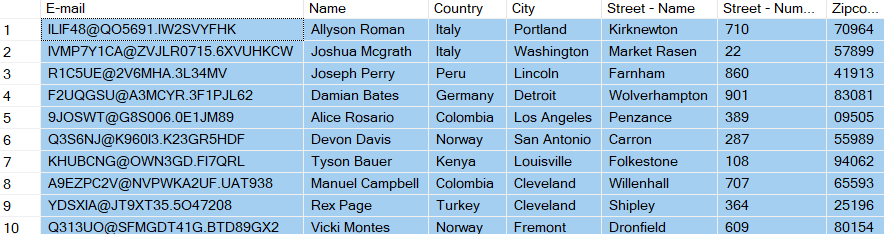 E-mail Name Country City Street - Name Street - Num... Zipco...
1 ILIF48@QO5691.IW2SVYFHK Allyson Roman Italy Portland Kirknewton 710 70964
2 IVMP7Y1CA@ZVJLR0715.6XVUHKCW Joshua Mcgrath Italy Washington Market Rasen 22 57899
3 R1C5UE@2V6MHA.3L34MV Joseph Perry Peru Lincoln Farnham 860 41913
4 F2UQGSU@A3MCYR.3F1PJL62 Damian Bates Germany Detroit Wolverhampton 901 83081
5 9JOSWT@G8S006.0E1JM89 Alice Rosario Colombia Los Angeles Penzance 389 09505
6 Q3S6NJ@K960I3.K23GR5HDF Devon Davis Norway San Antonio Carron 287 55989
7 KHUBCNG@OWN3GD.FI7QRL Tyson Bauer Kenya Louisville Folkestone 108 94062
8 A9EZPC2V@NVPWKA2UF.UAT938 Manuel Campbell Colombia Cleveland Willenhall 707 65593
9 YDSXIA@JT9XT35.5O47208 Rex Page Turkey Cleveland Shipley 364 25196
10 Q313UO@SFMGDT41G.BTD89GX2 Vicki Montes Norway Fremont Dronfield 609 80154